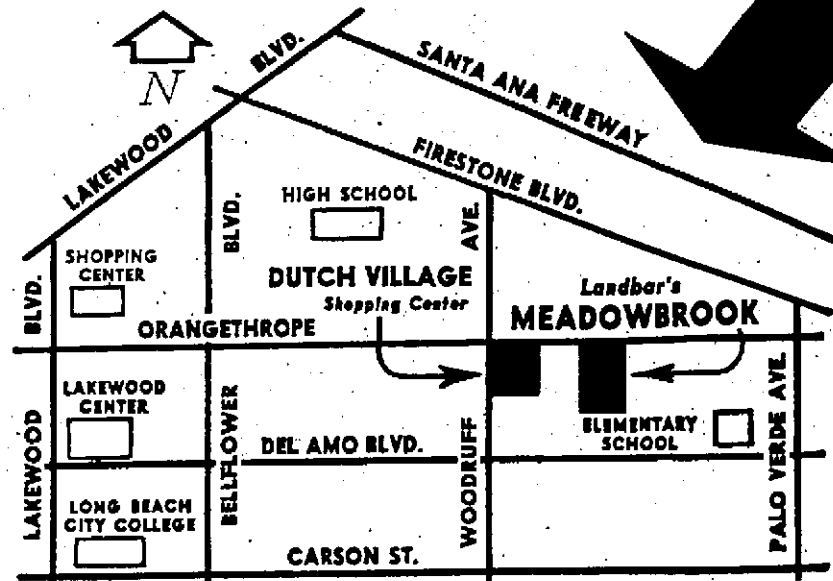 N
BLVD.
LAKEWOOD
SANTA ANA FREEWAY
FIRESTONE BLVD.
HIGH SCHOOL
BLVD.
AVE.
SHOPPING
CENTER
BLVD.
DUTCH VILLAGE
Shopping Center
Landbar's
MEADOWBROOK
ORANGETHROPE
LAKEWOOD
CENTER
LAKEWOOD
BELLFLOWER
DEL AMO BLVD.
WOODRUFF
ELEMENTARY
SCHOOL
PALO VERDE AVE.
LONG BEACH
CITY COLLEGE
CARSON ST.